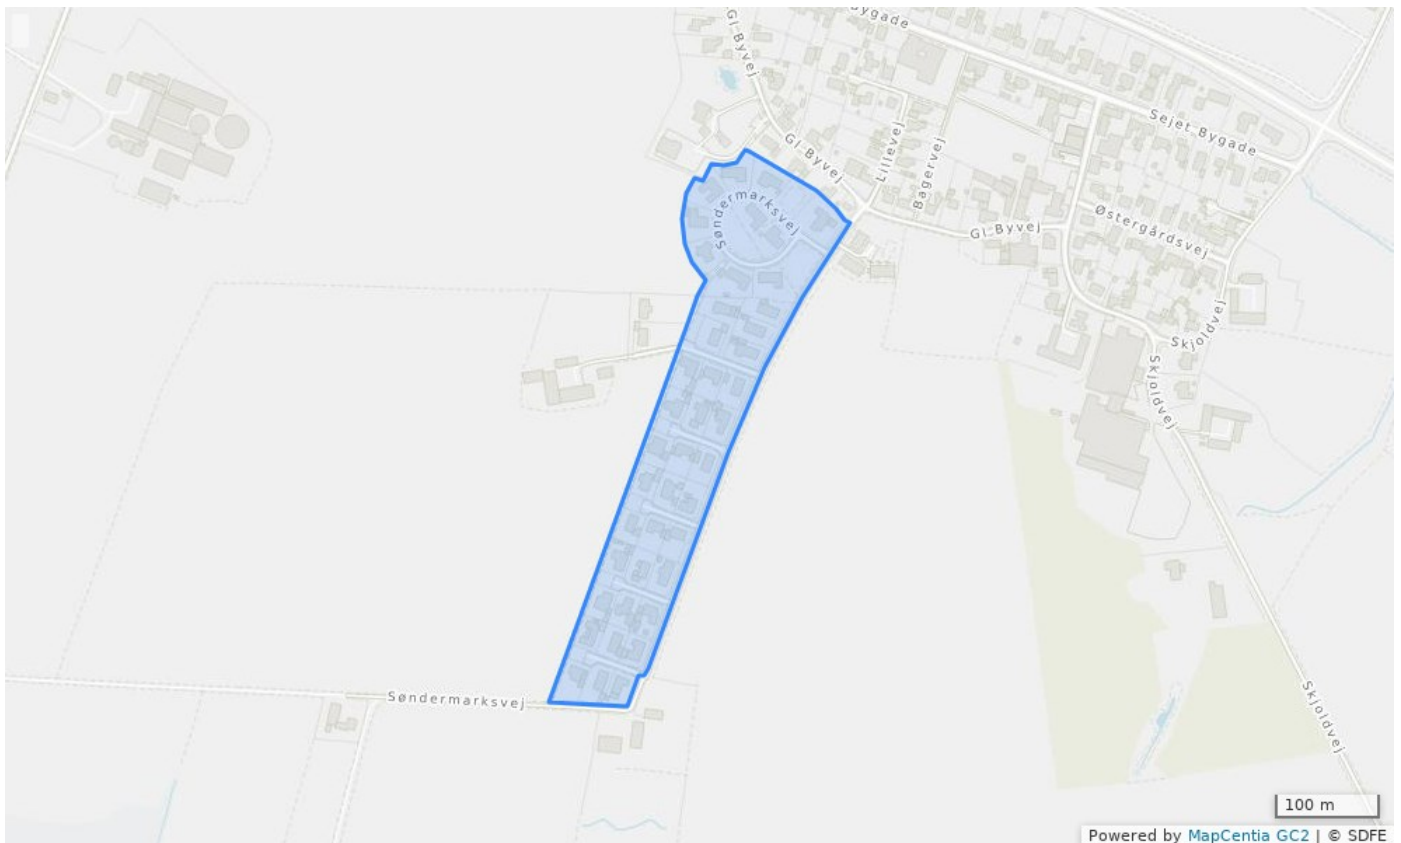 Gl Byvej
Bygade
Sejet Bygade
Gl Byvej
Lillevej
Bagervej
Søndermarksvej
Østergårdsvej
Gl Byvej
Skjoldvej
Skjoldvej
Søndermarksvej
Skjoldvej
100 m
Powered by MapCentia GC2 | © SDFE